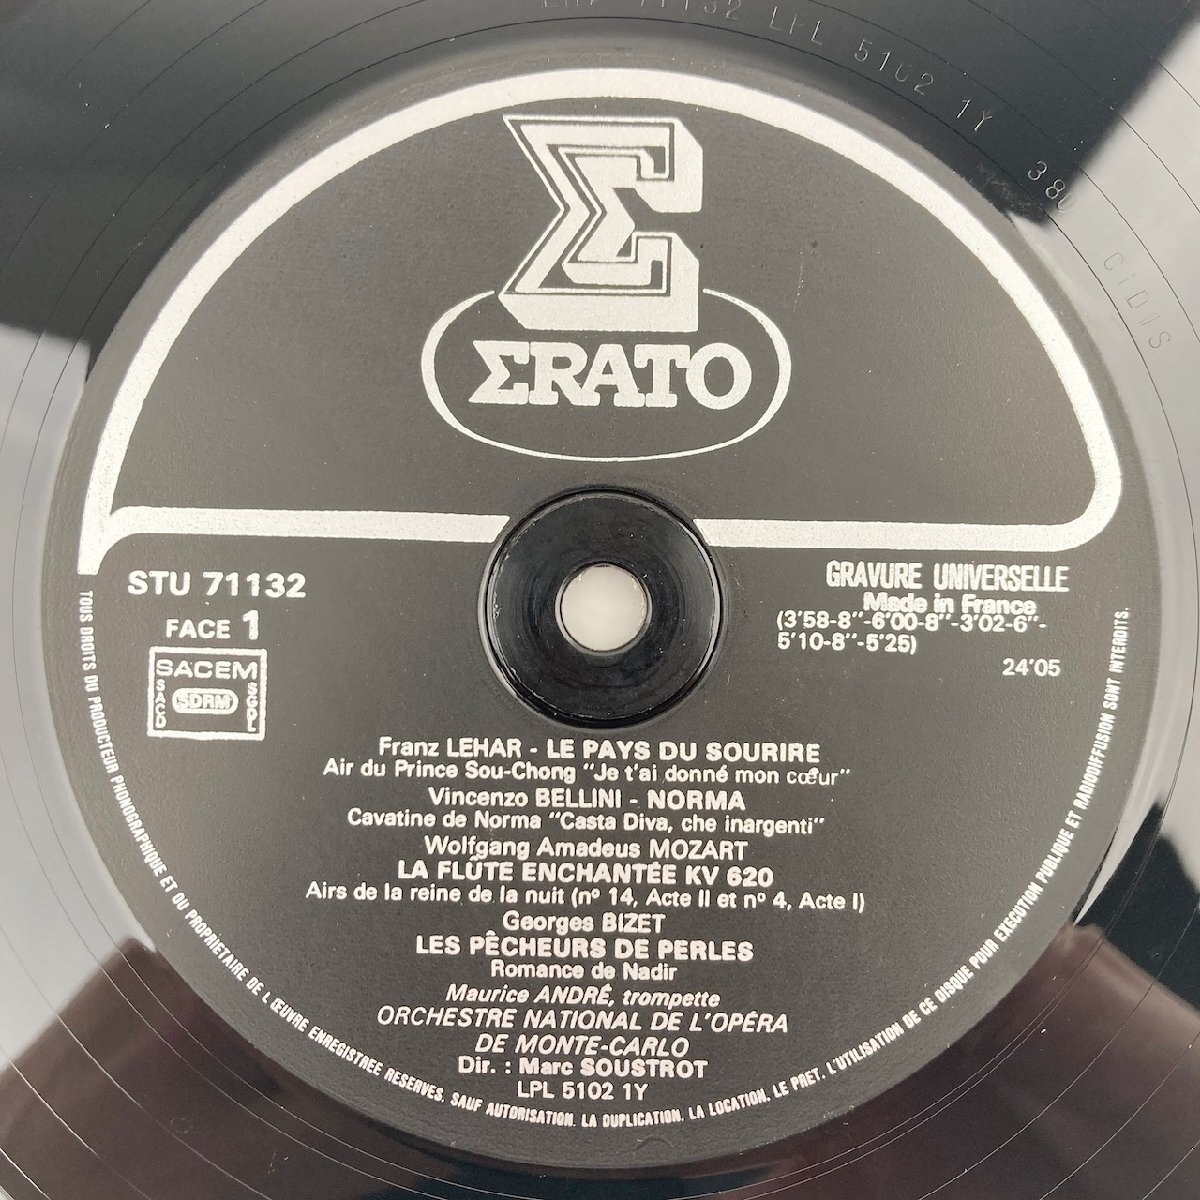 LPL 5102 1Y 380 CIDIS
ΣRATO
STU 71132
FACE 1
SACEM
SACD SDRM SGDL
GRAVURE UNIVERSELLE
Made in France
(3'58-8''-6'00-8''-3'02-6''-
5'10-8''-5'25)
24'05
Franz LEHAR - LE PAYS DU SOURIRE
Air du Prince Sou-Chong "Je t'ai donné mon cœur"
Vincenzo BELLINI - NORMA
Cavatine de Norma "Casta Diva, che inargenti"
Wolfgang Amadeus MOZART
LA FLÛTE ENCHANTÉE KV 620
Airs de la reine de la nuit (nº 14, Acte II et nº 4, Acte I)
Georges BIZET
LES PÊCHEURS DE PERLES
Romance de Nadir
Maurice ANDRÉ, trompette
ORCHESTRE NATIONAL DE L'OPÉRA
DE MONTE-CARLO
Dir. : Marc SOUSTROT
LPL 5102 1Y
TOUS DROITS DU PRODUCTEUR PHONOGRAPHIQUE ET DU PROPRIETAIRE DE L'ŒUVRE ENREGISTREE RESERVES. SAUF AUTORISATION. LA DUPLICATION. LA LOCATION. LE PRET. L'UTILISATION DE CE DISQUE POUR EXECUTION PUBLIQUE ET RADIODIFFUSION SONT INTERDITS.